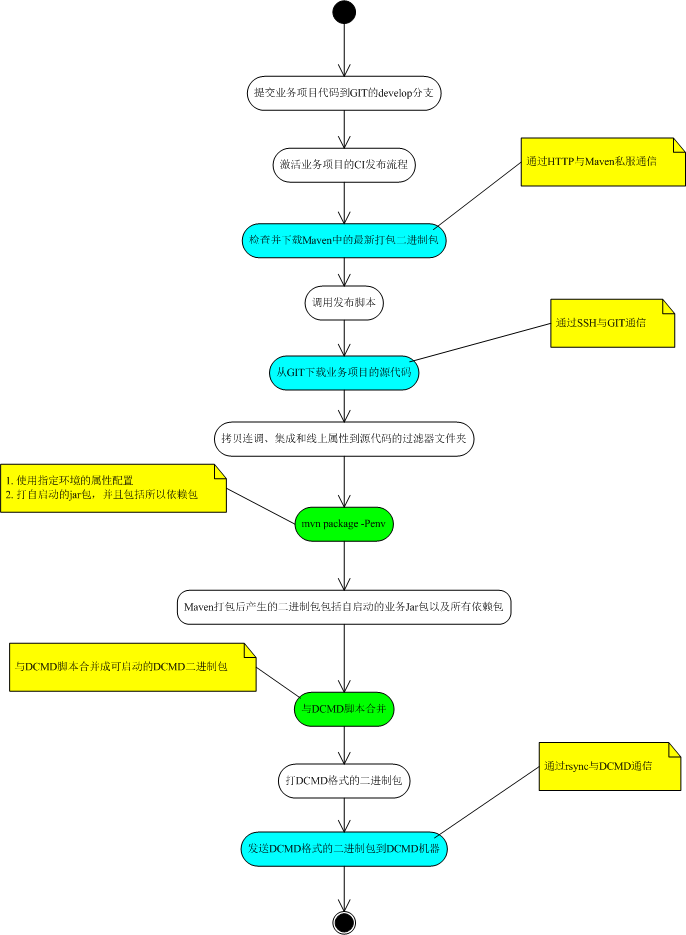 提交业务项目代码到GIT的develop分支
激活业务项目的CI发布流程
通过HTTP与Maven私服通信
检查并下载Maven中的最新打包二进制包
调用发布脚本
通过SSH与GIT通信
从GIT下载业务项目的源代码
拷贝连调、集成和线上属性到源代码的过滤器文件夹
1. 使用指定环境的属性配置
2. 打自启动的jar包，并且包括所以依赖包
mvn package -Penv
Maven打包后产生的二进制包包括自启动的业务Jar包以及所有依赖包
与DCMD脚本合并成可启动的DCMD二进制包
与DCMD脚本合并
打DCMD格式的二进制包
通过rsync与DCMD通信
发送DCMD格式的二进制包到DCMD机器